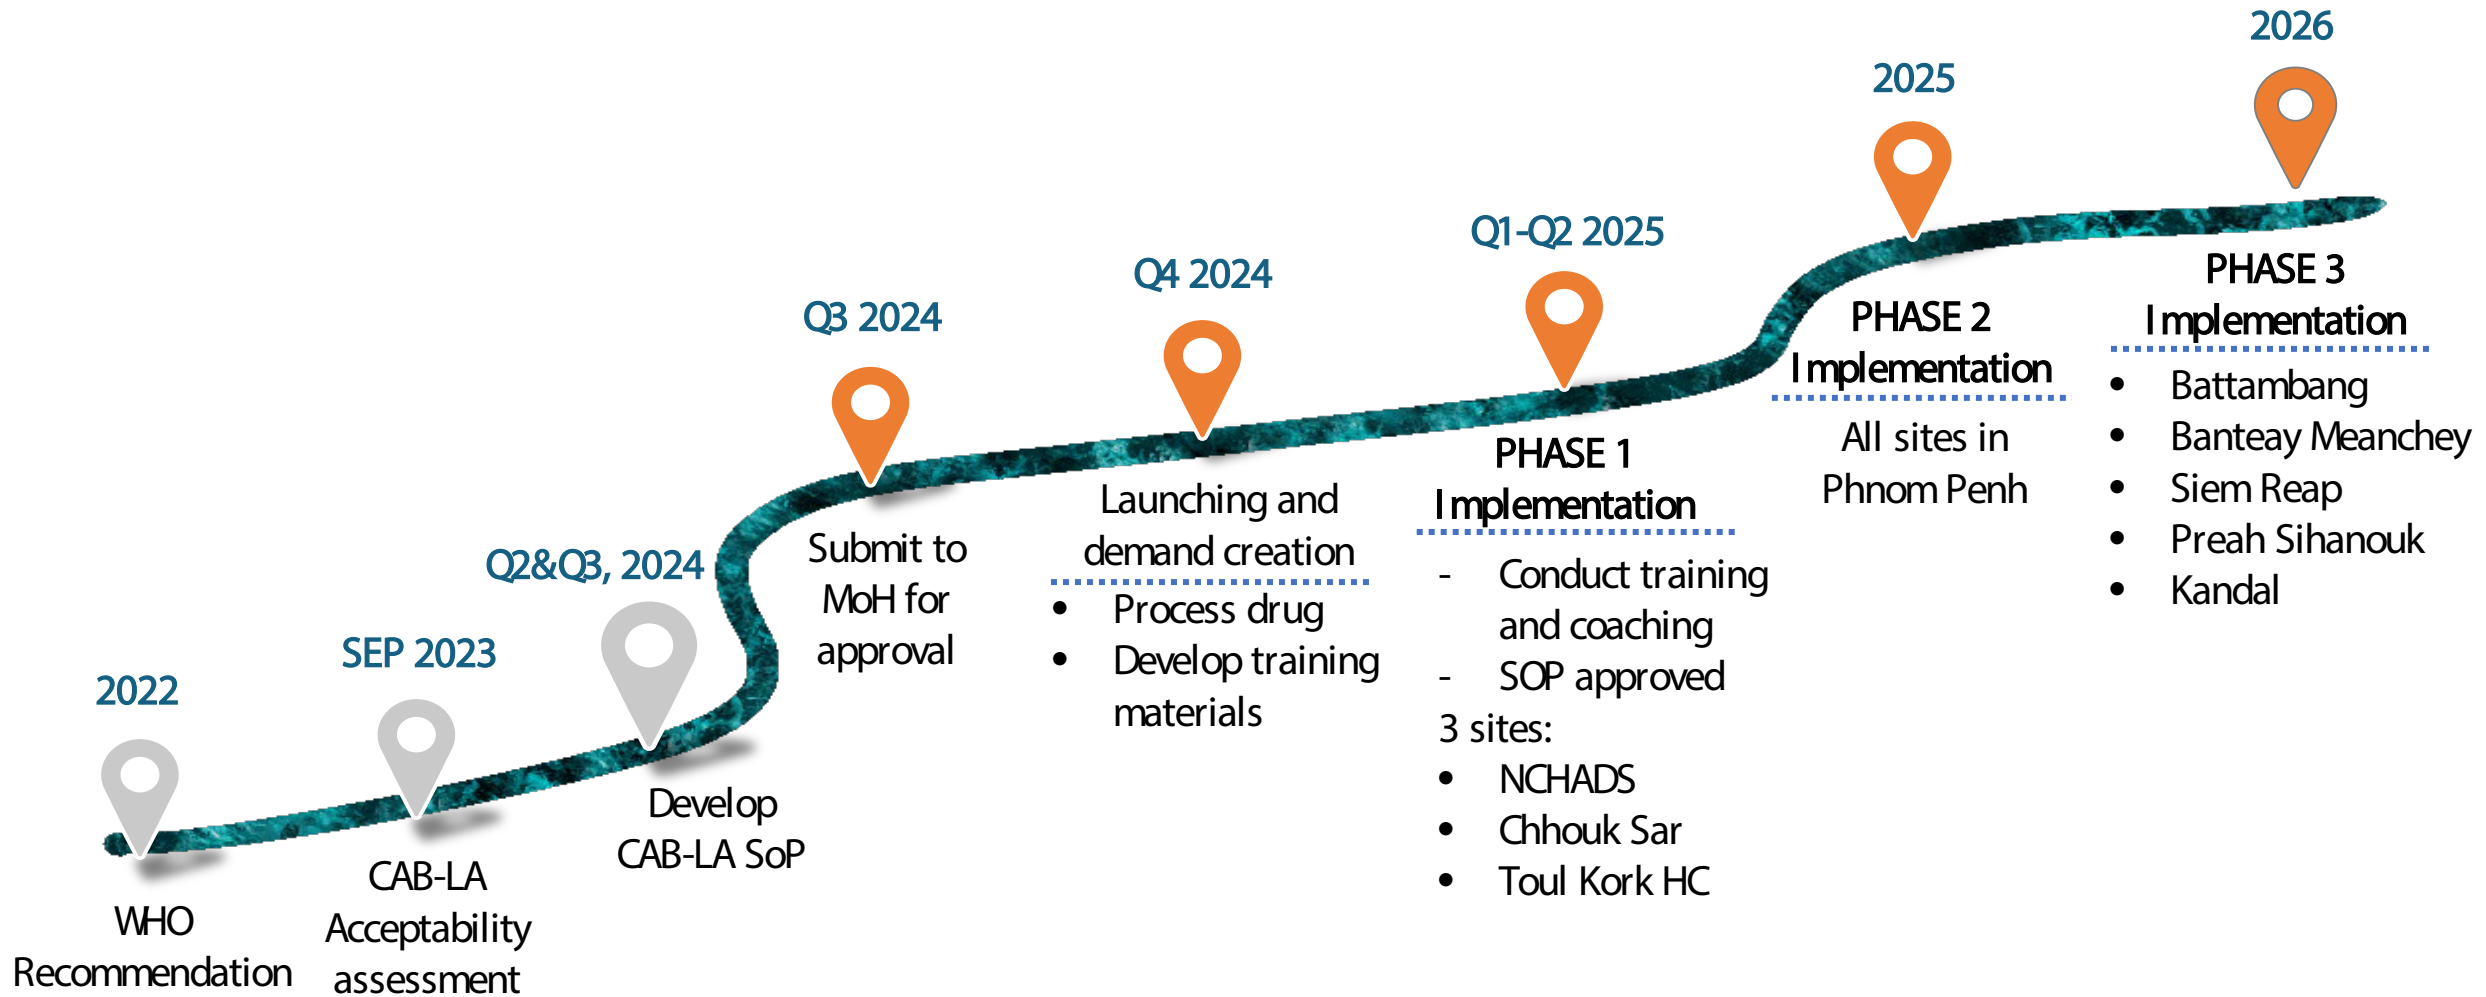 2022
WHO
Recommendation
SEP 2023
CAB-LA
Acceptability
assessment
Q2&Q3, 2024
Develop
CAB-LA SoP
Q3 2024
Submit to
MoH for
approval
Q4 2024
Launching and
demand creation
• Process drug
• Develop training
materials
Q1-Q2 2025
PHASE 1
Implementation
- Conduct training
and coaching
- SOP approved
3 sites:
• NCHADS
• Chhouk Sar
• Toul Kork HC
2025
PHASE 2
Implementation
All sites in
Phnom Penh
2026
PHASE 3
Implementation
• Battambang
• Banteay Meanchey
• Siem Reap
• Preah Sihanouk
• Kandal